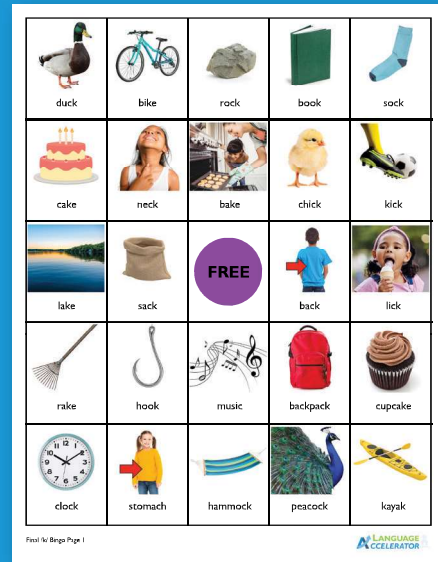 duck bike rock book sock
cake neck bake chick kick
lake sack FREE back lick
rake hook music backpack cupcake
clock stomach hammock peacock kayak
Final /k/ Bingo Page 1
LANGUAGE
ACCELERATOR